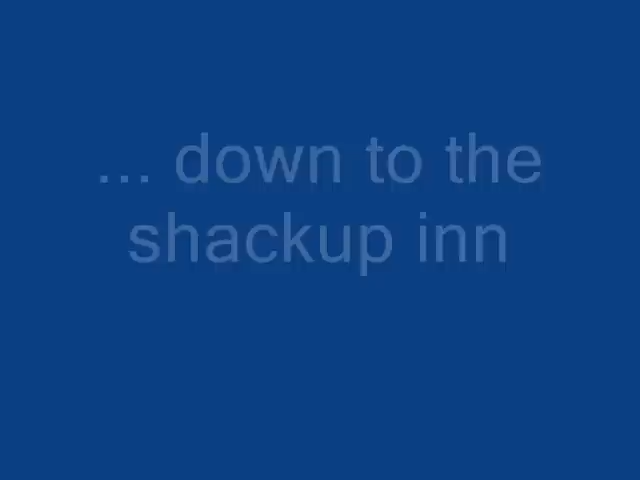 ... down to the
shackup inn